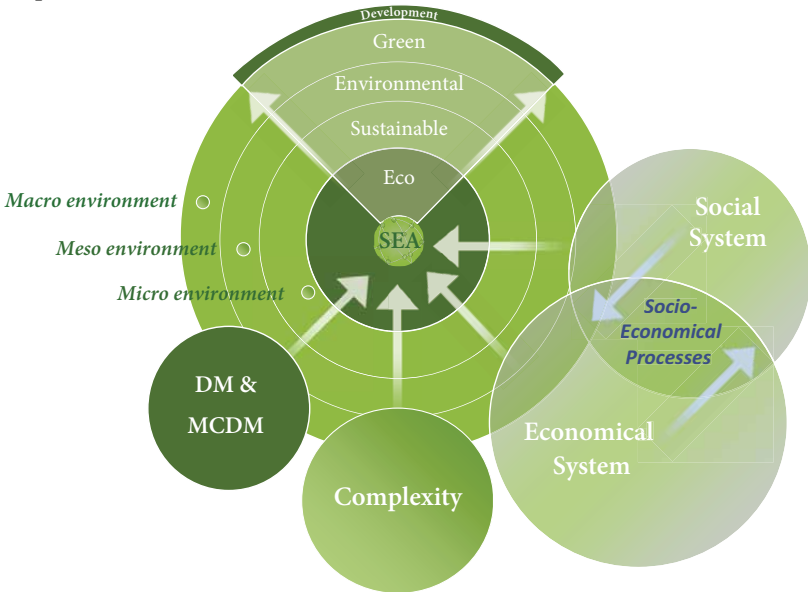 Development
Green
Environmental
Sustainable
Eco
SEA
Macro environment
Meso environment
Micro environment
Social
System
Socio-
Economical
Processes
DM &
MCDM
Economical
System
Complexity